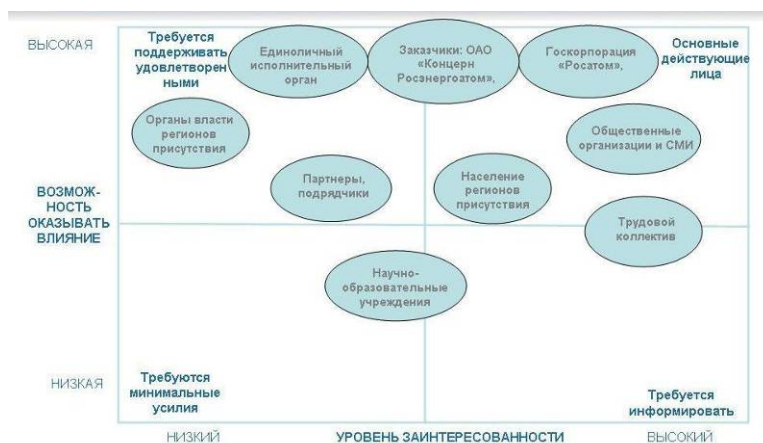 ВЫСОКАЯ
Требуется
поддерживать
удовлетворен
ными
Единоличный
исполнительный
орган
Заказчики: ОАО
«Концерн
Росэнергоатом»,
Госкорпорация
«Росатом»,
Основные
действующие
лица
Органы власти
регионов
присутствия
Общественные
организации и СМИ
Партнеры,
подрядчики
Население
регионов
присутствия
ВОЗМОЖ-
НОСТЬ
ОКАЗЫВАТЬ
ВЛИЯНИЕ
Трудовой
коллектив
Научно-
образовательные
учреждения
НИЗКАЯ
Требуются
минимальные
усилия
Требуется
информировать
НИЗКИЙ
УРОВЕНЬ ЗАИНТЕРЕСОВАННОСТИ
ВЫСОКИЙ